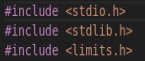 #include <stdio.h>
#include <stdlib.h>
#include <limits.h>